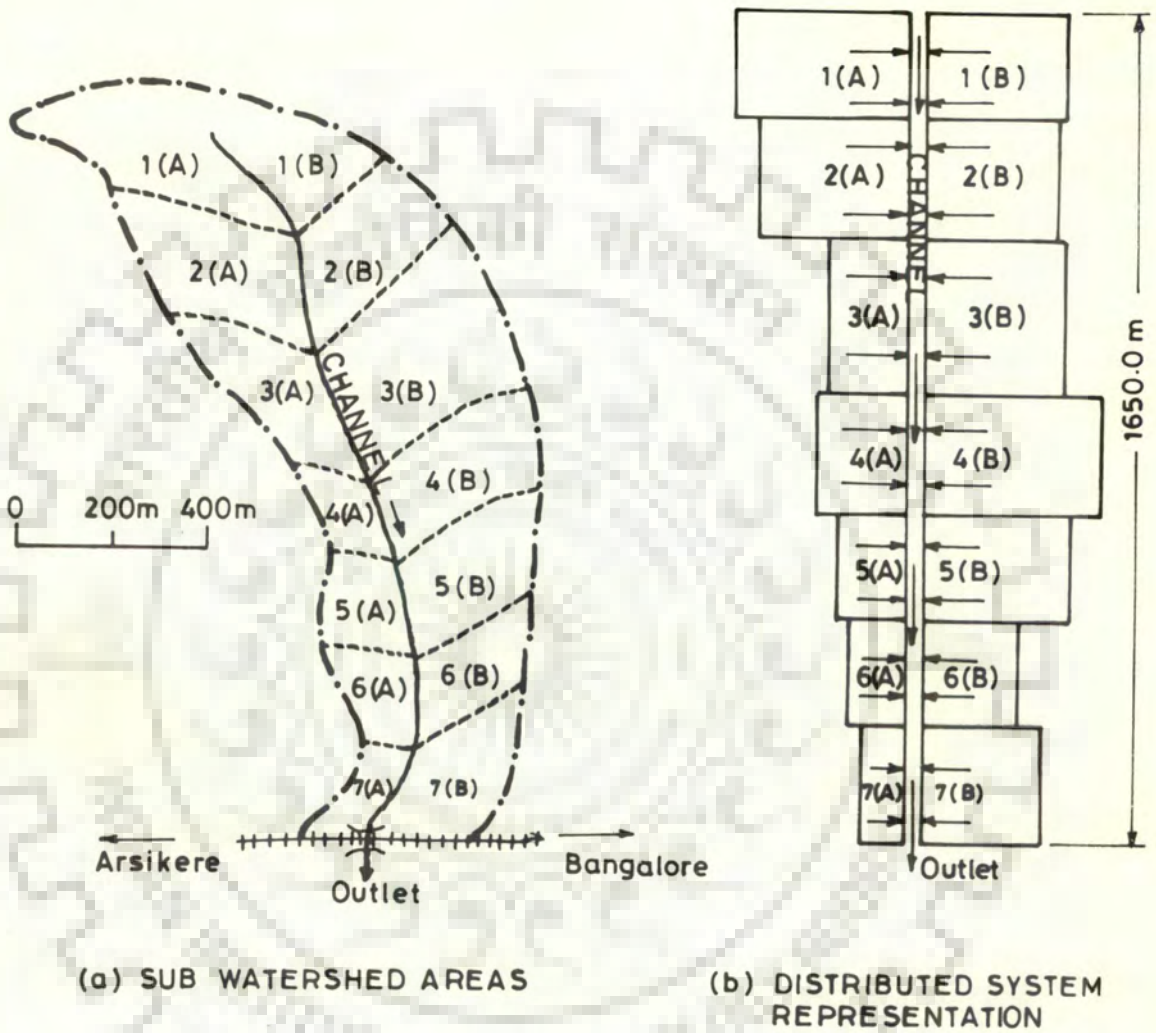 1(A)
1(B)
2(A)
2(B)
3(A)
CHANNEL
3(B)
4(A)
4(B)
5(A)
5(B)
6(A)
6(B)
7(A)
7(B)
0 200m 400m
Arsikere
Outlet
Bangalore
(a) SUB WATERSHED AREAS
1(A)
1(B)
2(A)
CHANNEL
2(B)
3(A)
3(B)
4(A)
4(B)
5(A)
5(B)
6(A)
6(B)
7(A)
7(B)
1650.0 m
Outlet
(b) DISTRIBUTED SYSTEM
REPRESENTATION